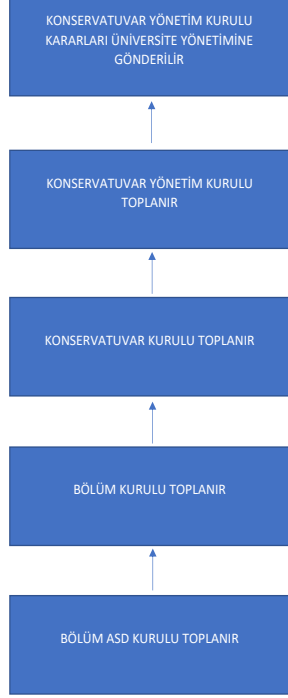 KONSERVATUVAR YÖNETİM KURULU
KARARLARI ÜNİVERSİTE YÖNETİMİNE
GÖNDERİLİR
KONSERVATUVAR YÖNETİM KURULU
TOPLANIR
KONSERVATUVAR KURULU TOPLANIR
BÖLÜM KURULU TOPLANIR
BÖLÜM ASD KURULU TOPLANIR